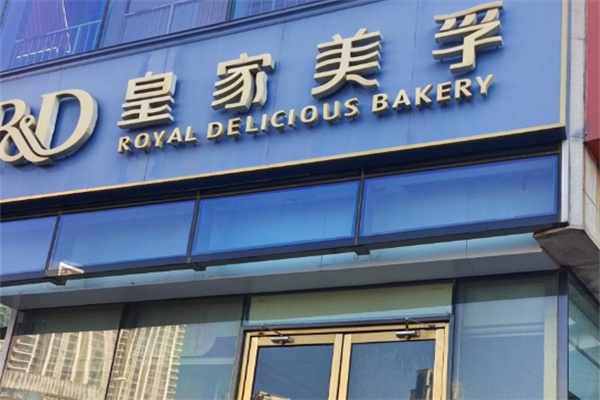 R&D 皇家美孚
ROYAL DELICIOUS BAKERY